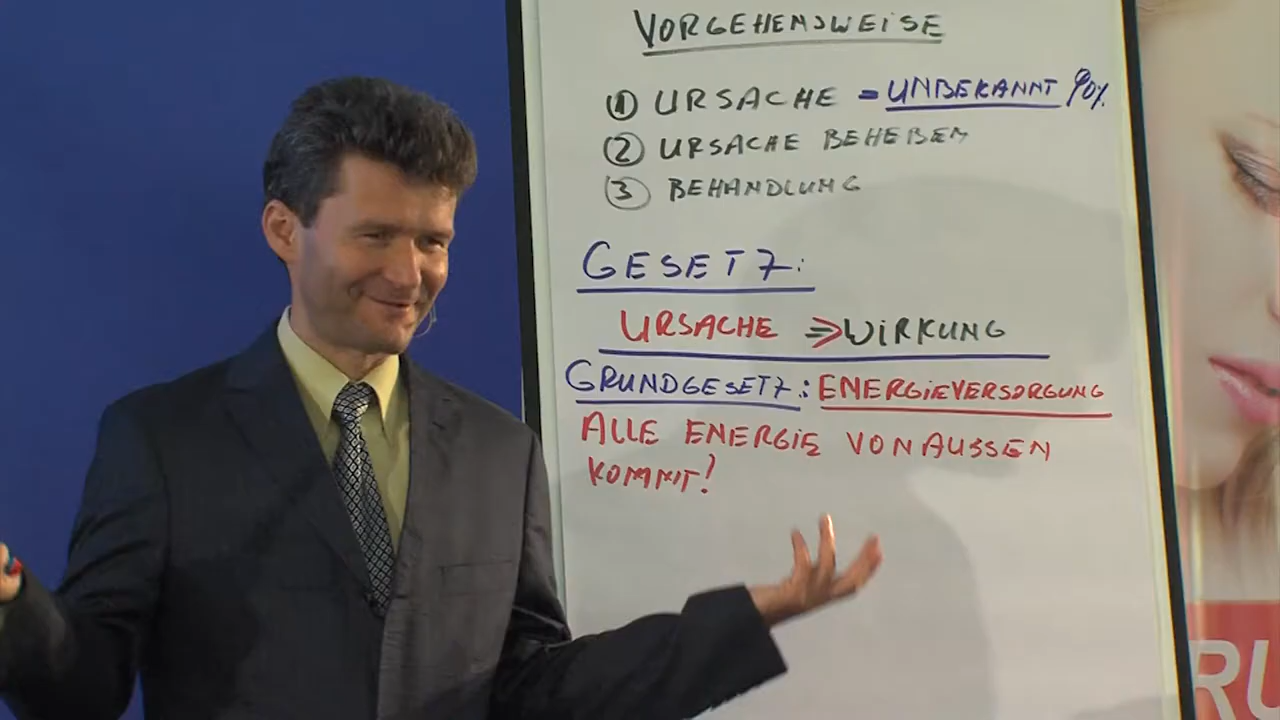 VORGEHENSWEISE
① URSACHE = UNBEKANNT 90%
② URSACHE BEHEBEN
③ BEHANDLUNG
GESETZ:
URSACHE => WIRKUNG
GRUNDGESETZ: ENERGIEVERSORGUNG
ALLE ENERGIE VON AUSSEN
KOMMT!
RU